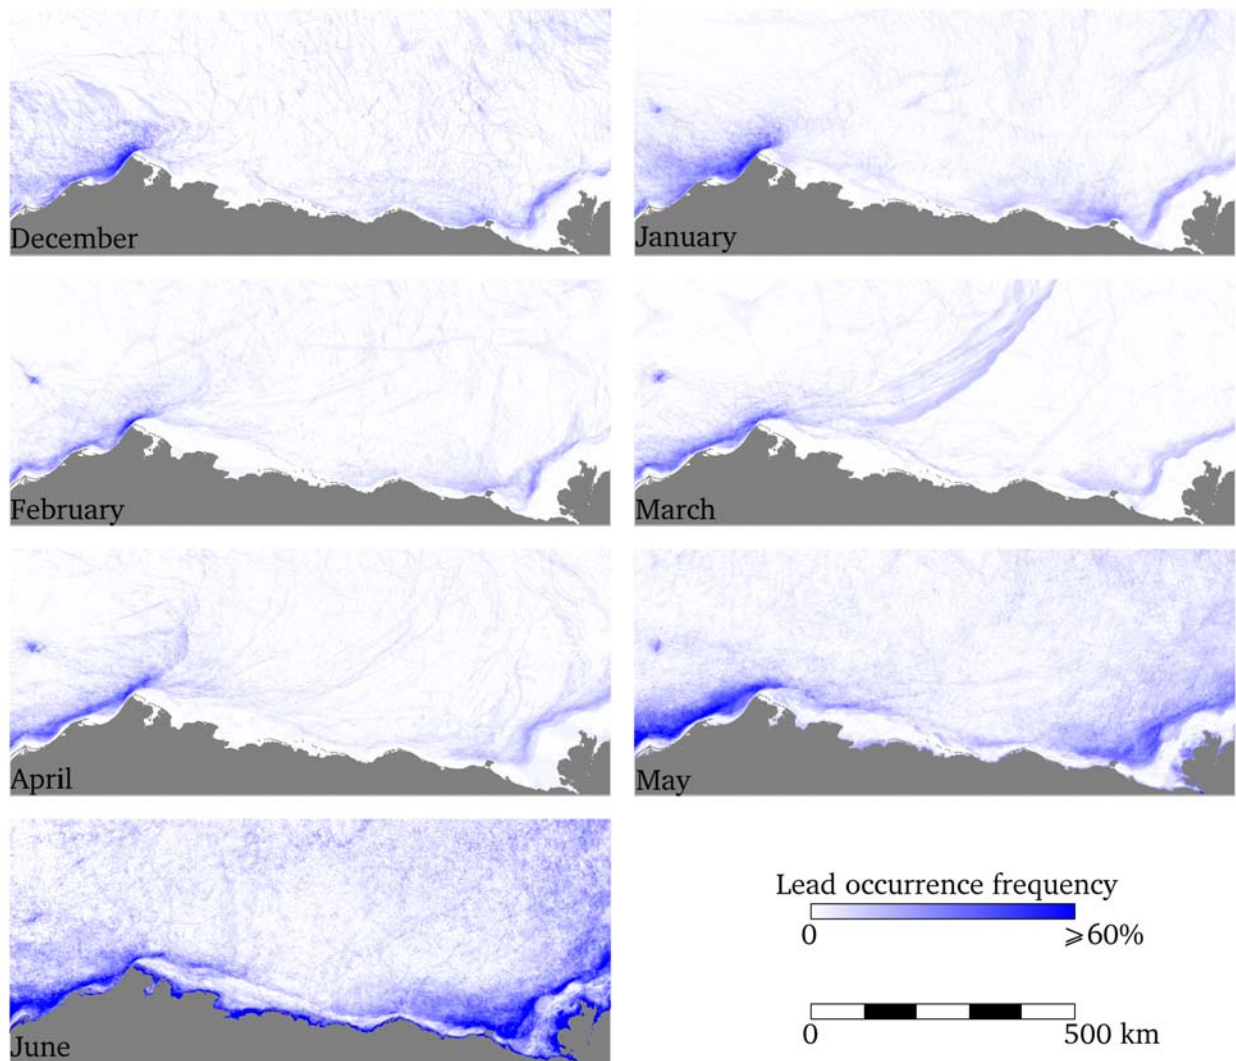 December
January
February
March
April
May
June
Lead occurrence frequency
0 ⩾60%
0 500 km